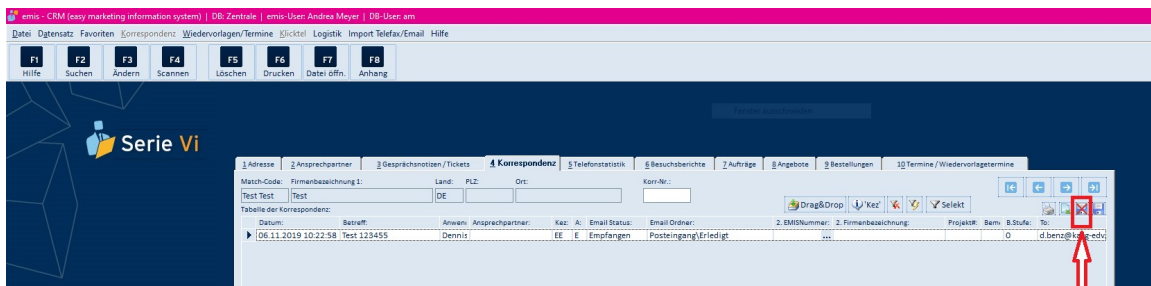 emis - CRM (easy marketing information system) | DB: Zentrale | emis-User: Andrea Meyer | DB-User: am
Datei Datensatz Favoriten Korrespondenz Wiedervorlagen/Termine Klicktel Logistik Import Telefax/Email Hilfe
F1 F2 F3 F4 F5 F6 F7 F8
Hilfe Suchen Ändern Scannen Löschen Drucken Datei öffn. Anhang
Serie Vi
1 Adresse 2 Ansprechpartner 3 Gesprächsnotizen / Tickets 4 Korrespondenz 5 Telefonstatistik 6 Besuchsberichte 7 Aufträge 8 Angebote 9 Bestellungen 10 Termine / Wiedervorlagetermine
Match-Code: Firmenbezeichnung 1: Land: PLZ: Ort: Korr-Nr.:
Test Test Test DE
Drag&Drop 'Kez' Selekt
Tabelle der Korrespondenz:
Datum: Betreff: Anwen Ansprechpartner: Kez: A: Email Status: Email Ordner: 2. EMISNummer: 2. Firmenbezeichnung: Projekt#: Bem B.Stufe: To:
06.11.2019 10:22:58 Test 123455 Dennis EE E Empfangen Posteingang\Erledigt ... 0